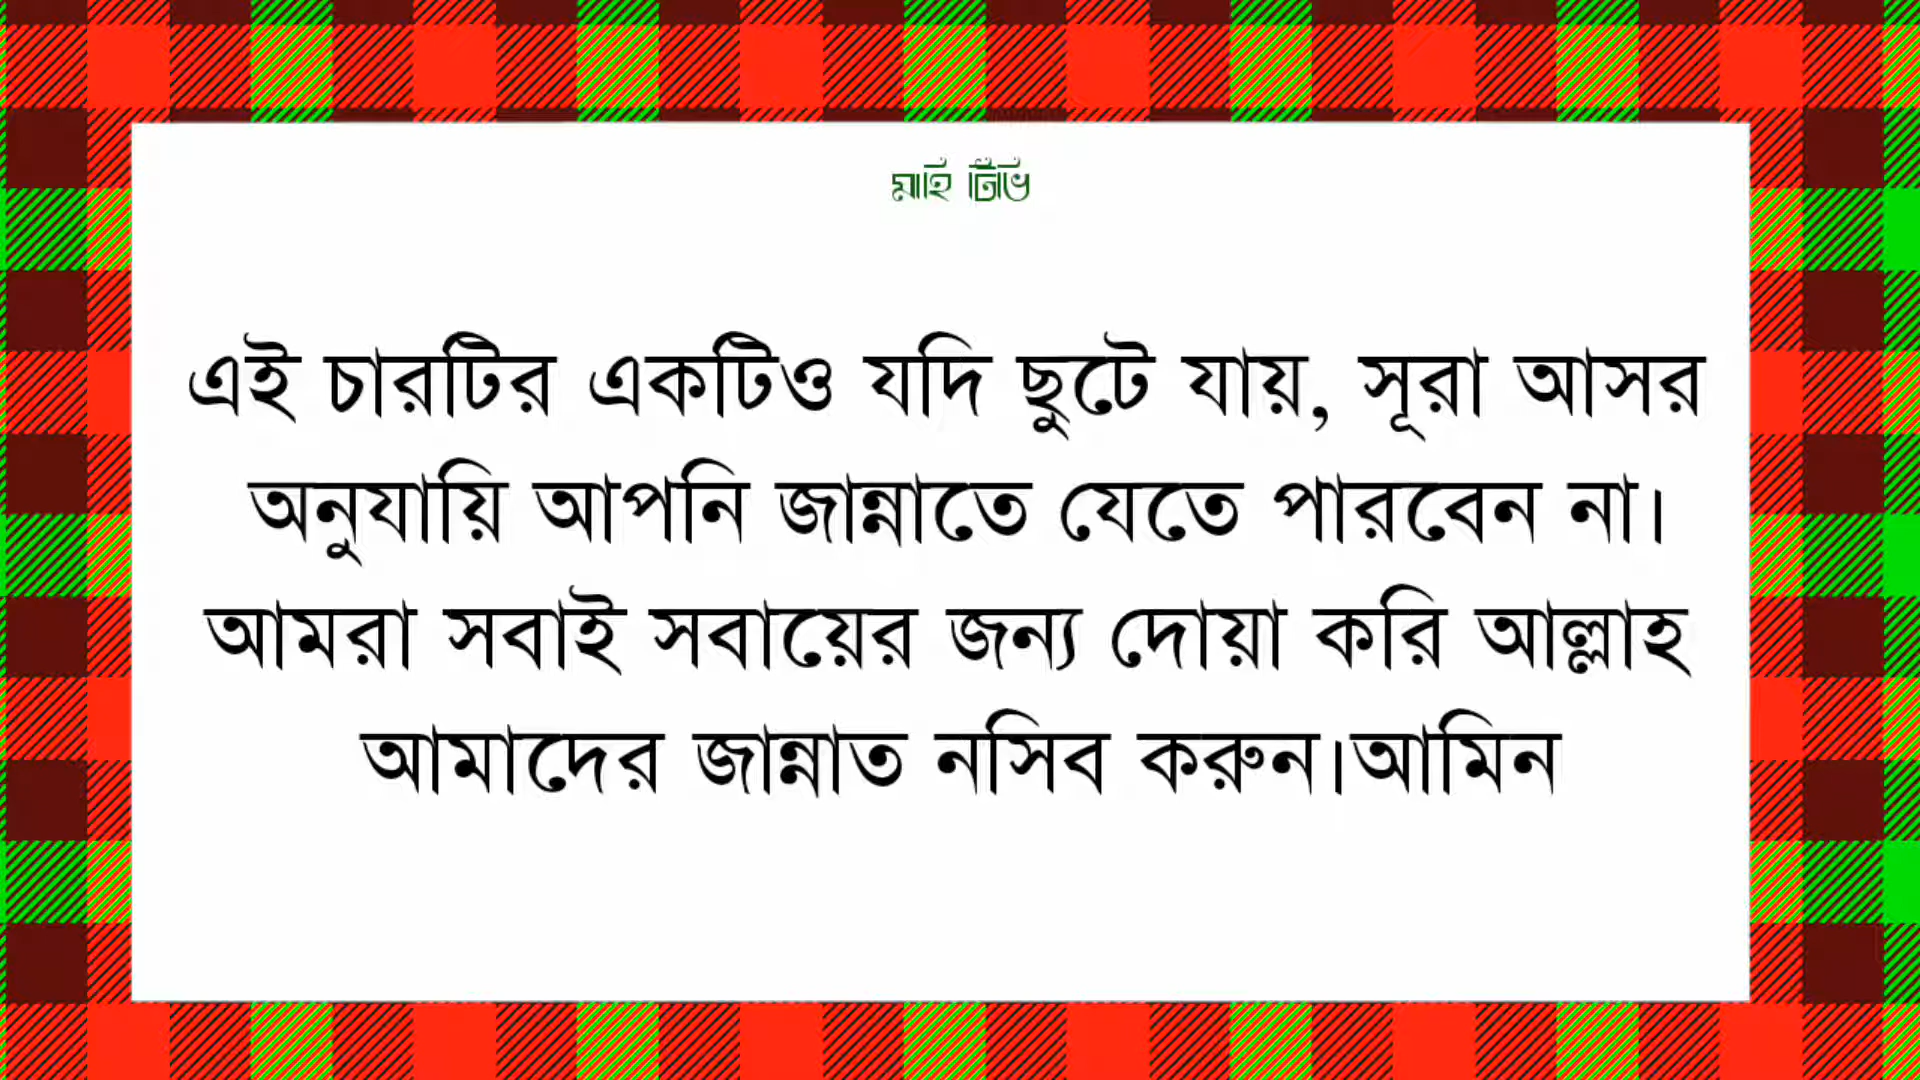 মাহি টিভি
এই চারটির একটিও যদি ছুটে যায়, সূরা আসর
অনুযায়ি আপনি জান্নাতে যেতে পারবেন না।
আমরা সবাই সবায়ের জন্য দোয়া করি আল্লাহ
আমাদের জান্নাত নসিব করুন।আমিন